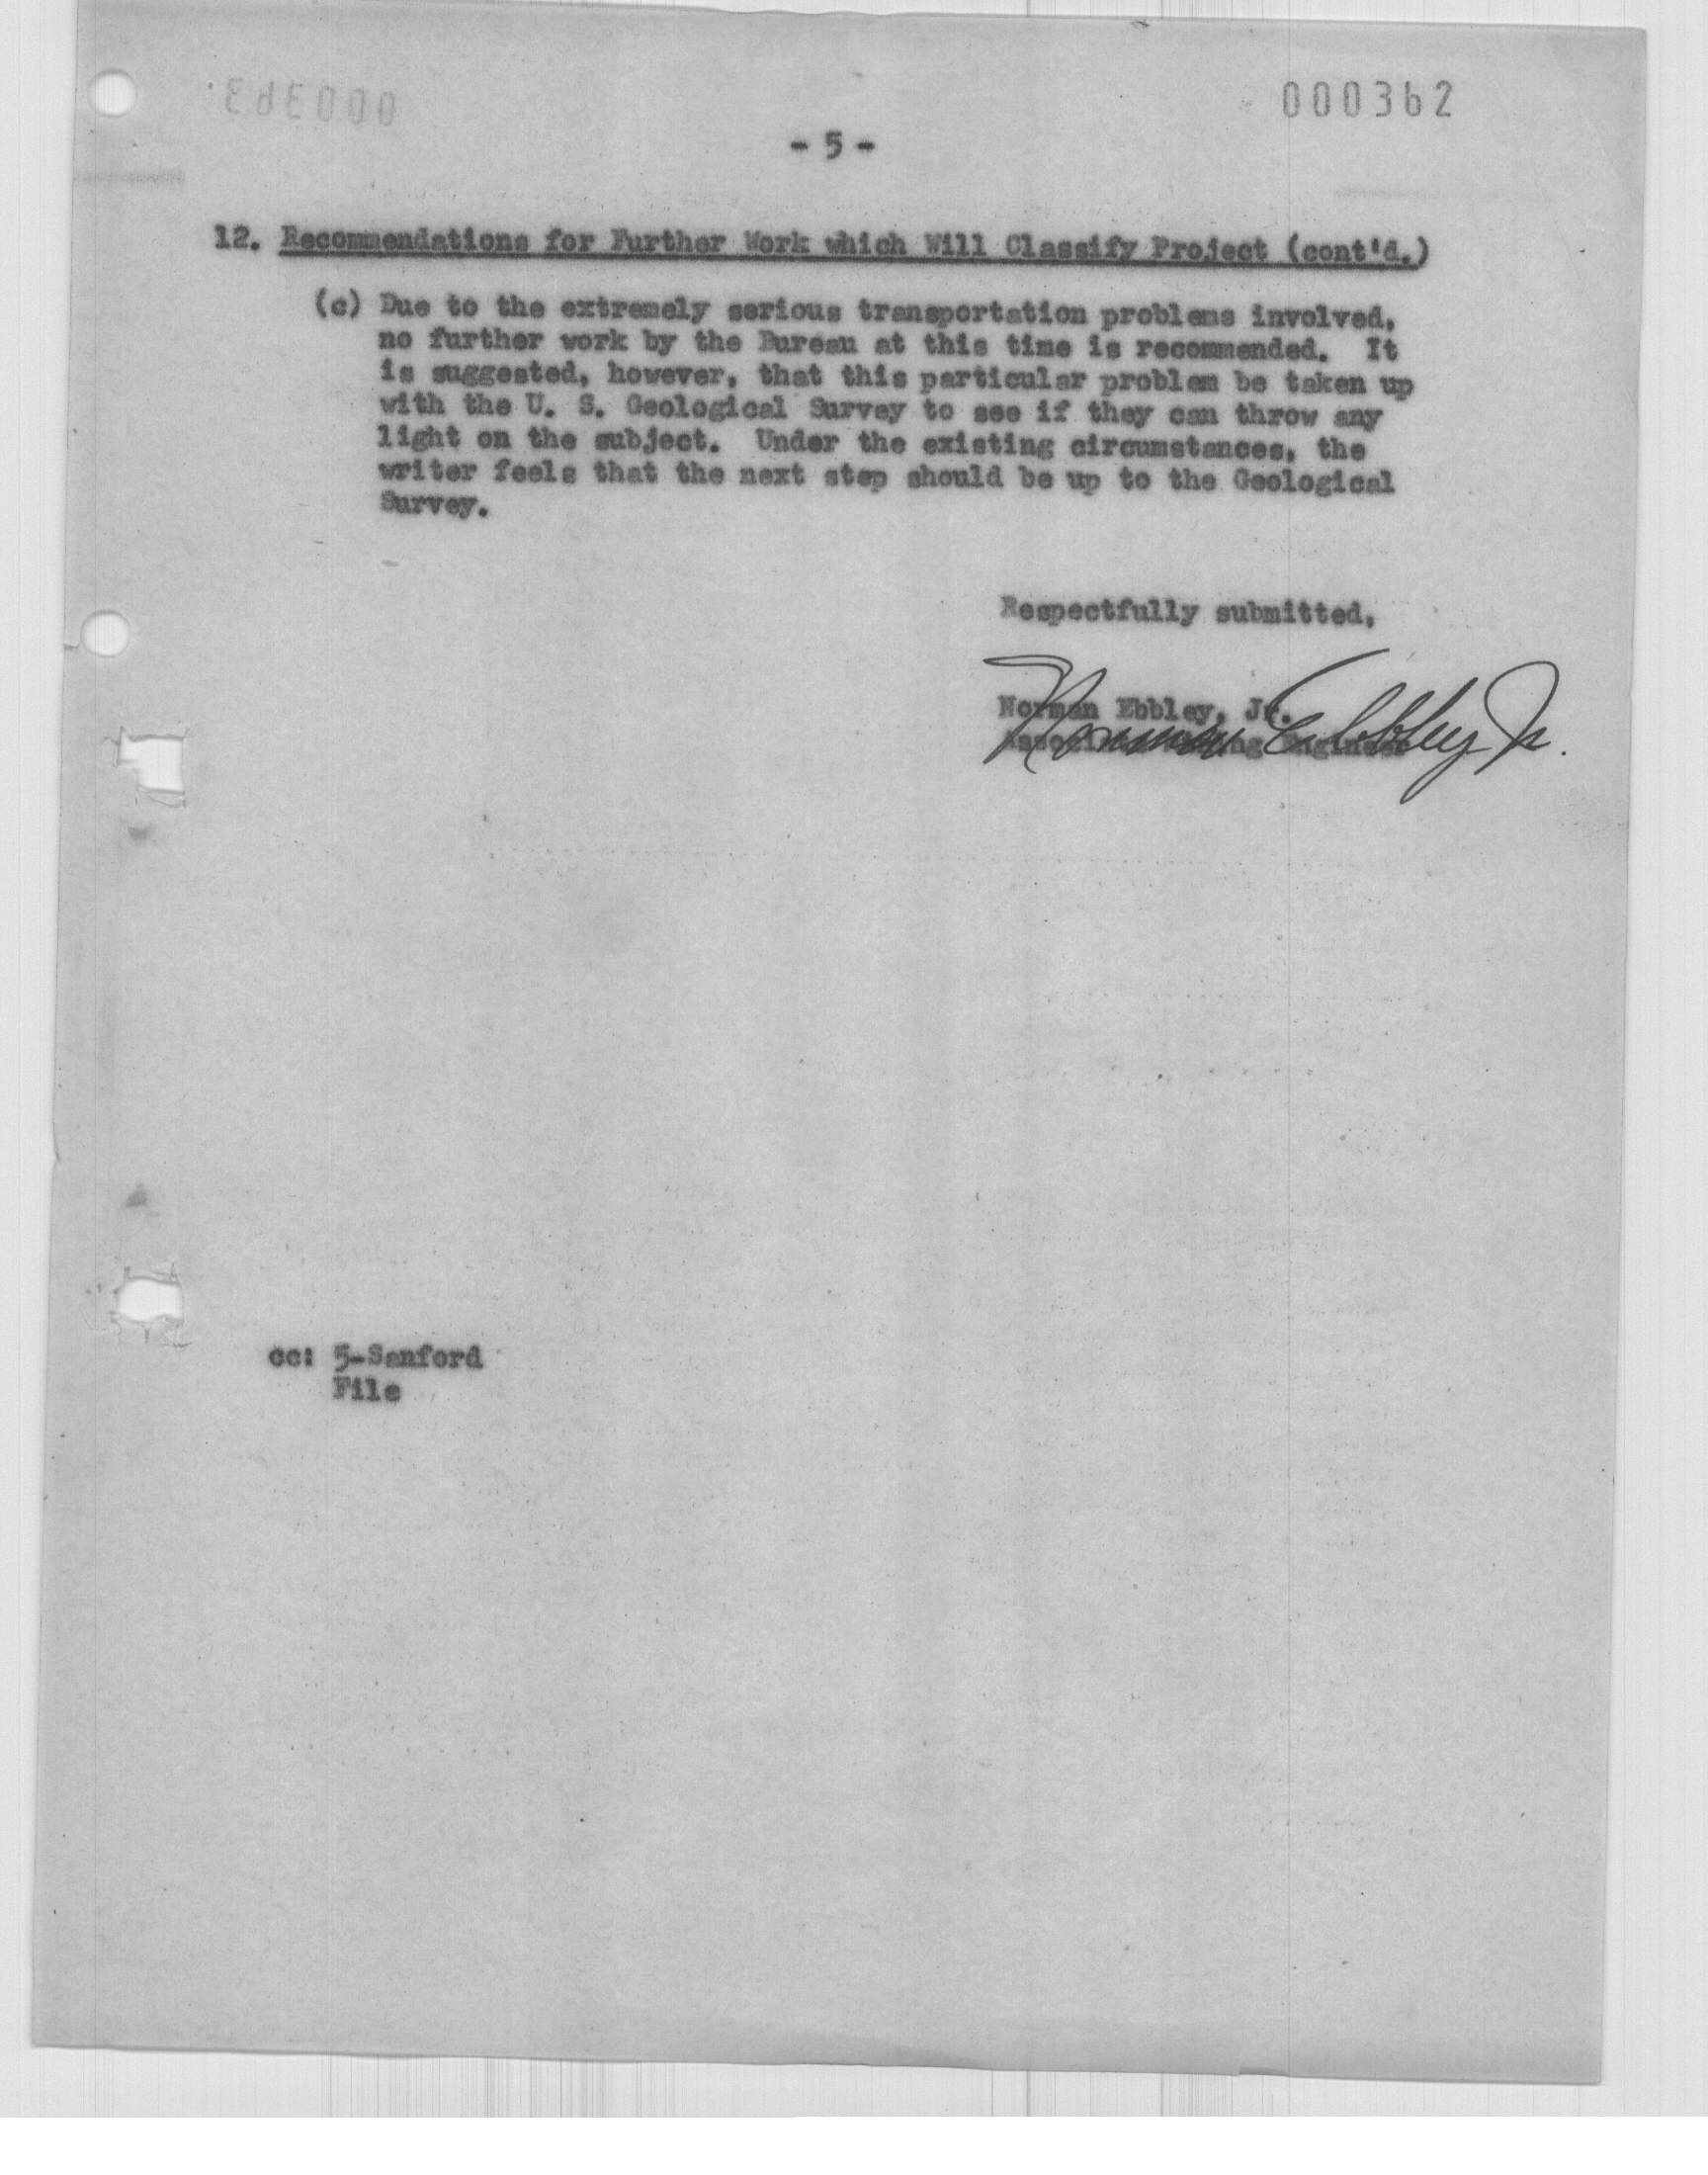 000362
- 5 -
12. Recommendations for Further Work which Will Classify Project (cont'd.)
(c) Due to the extremely serious transportation problems involved,
no further work by the Bureau at this time is recommended. It
is suggested, however, that this particular problem be taken up
with the U. S. Geological Survey to see if they can throw any
light on the subject. Under the existing circumstances, the
writer feels that the next step should be up to the Geological
Survey.
Respectfully submitted,
Norman Ebbley, Jr.
Norman Ebbley Jr.
Engineer
cc: 5-Sanford
File